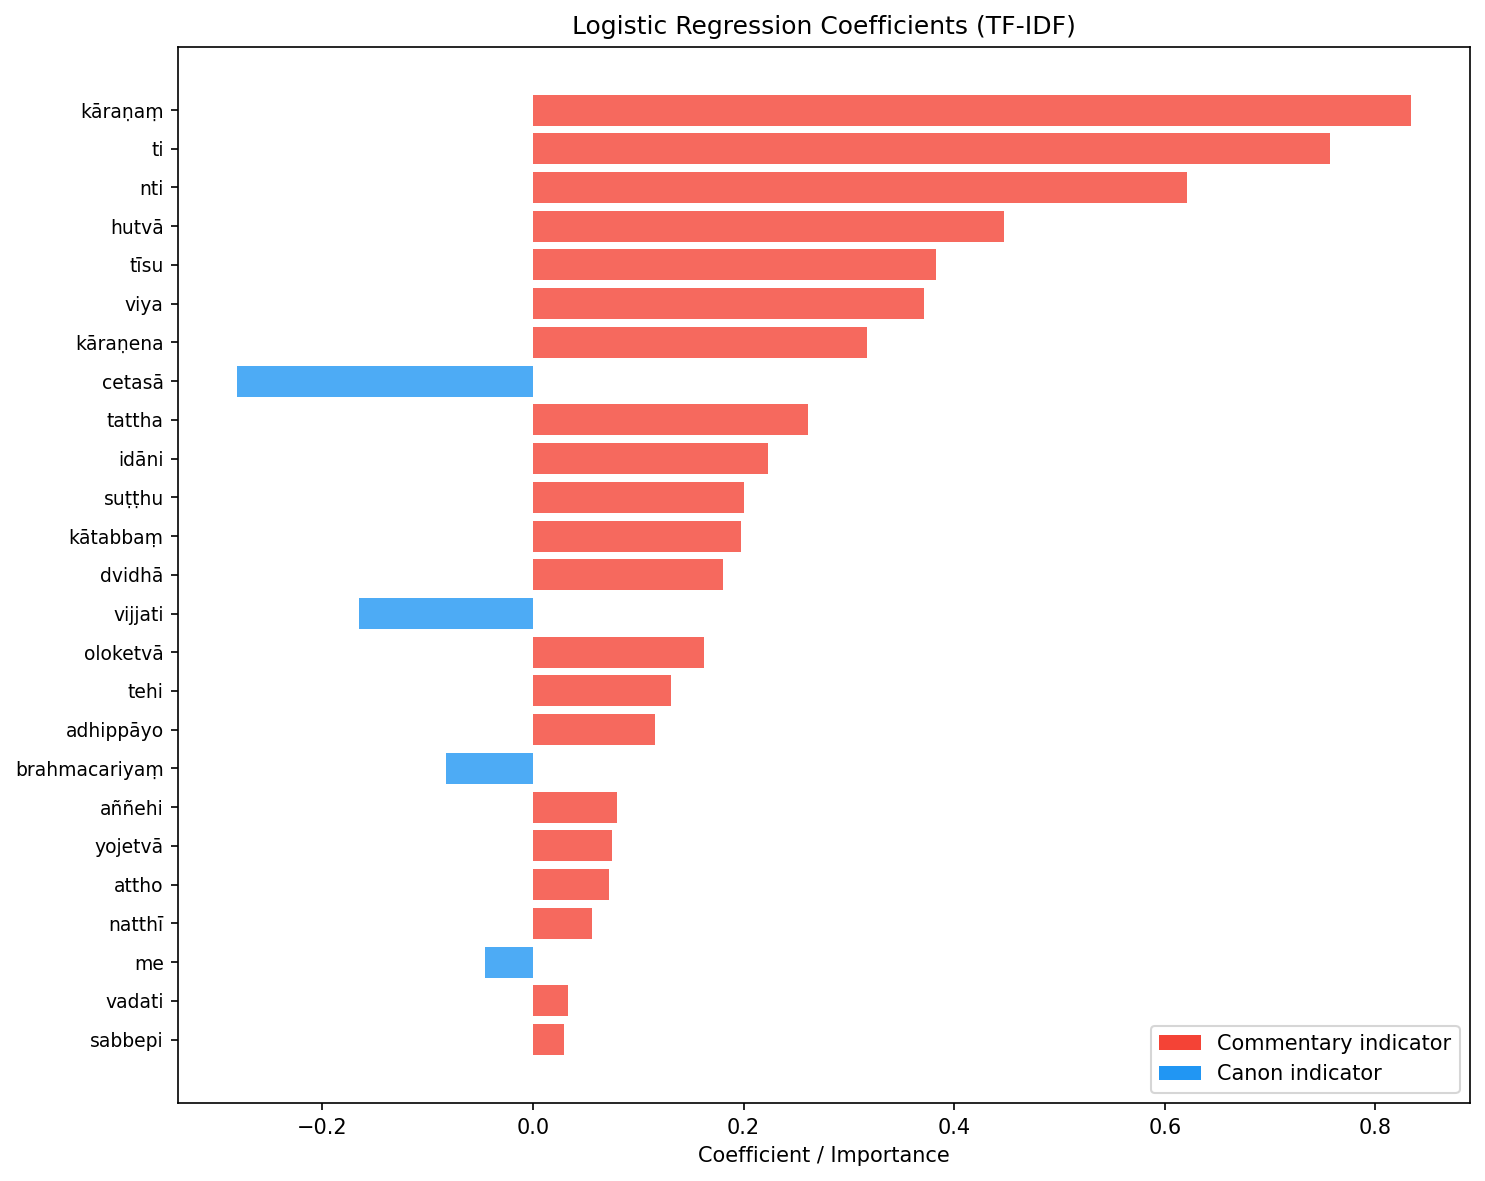 Logistic Regression Coefficients (TF-IDF)
kāraṇaṃ
ti
nti
hutvā
tīsu
viya
kāraṇena
cetasā
tattha
idāni
suṭṭhu
kātabbaṃ
dvidhā
vijjati
oloketvā
tehi
adhippāyo
brahmacariyaṃ
aññehi
yojetvā
attho
natthī
me
vadati
sabbepi
Commentary indicator
Canon indicator
−0.2 0.0 0.2 0.4 0.6 0.8
Coefficient / Importance